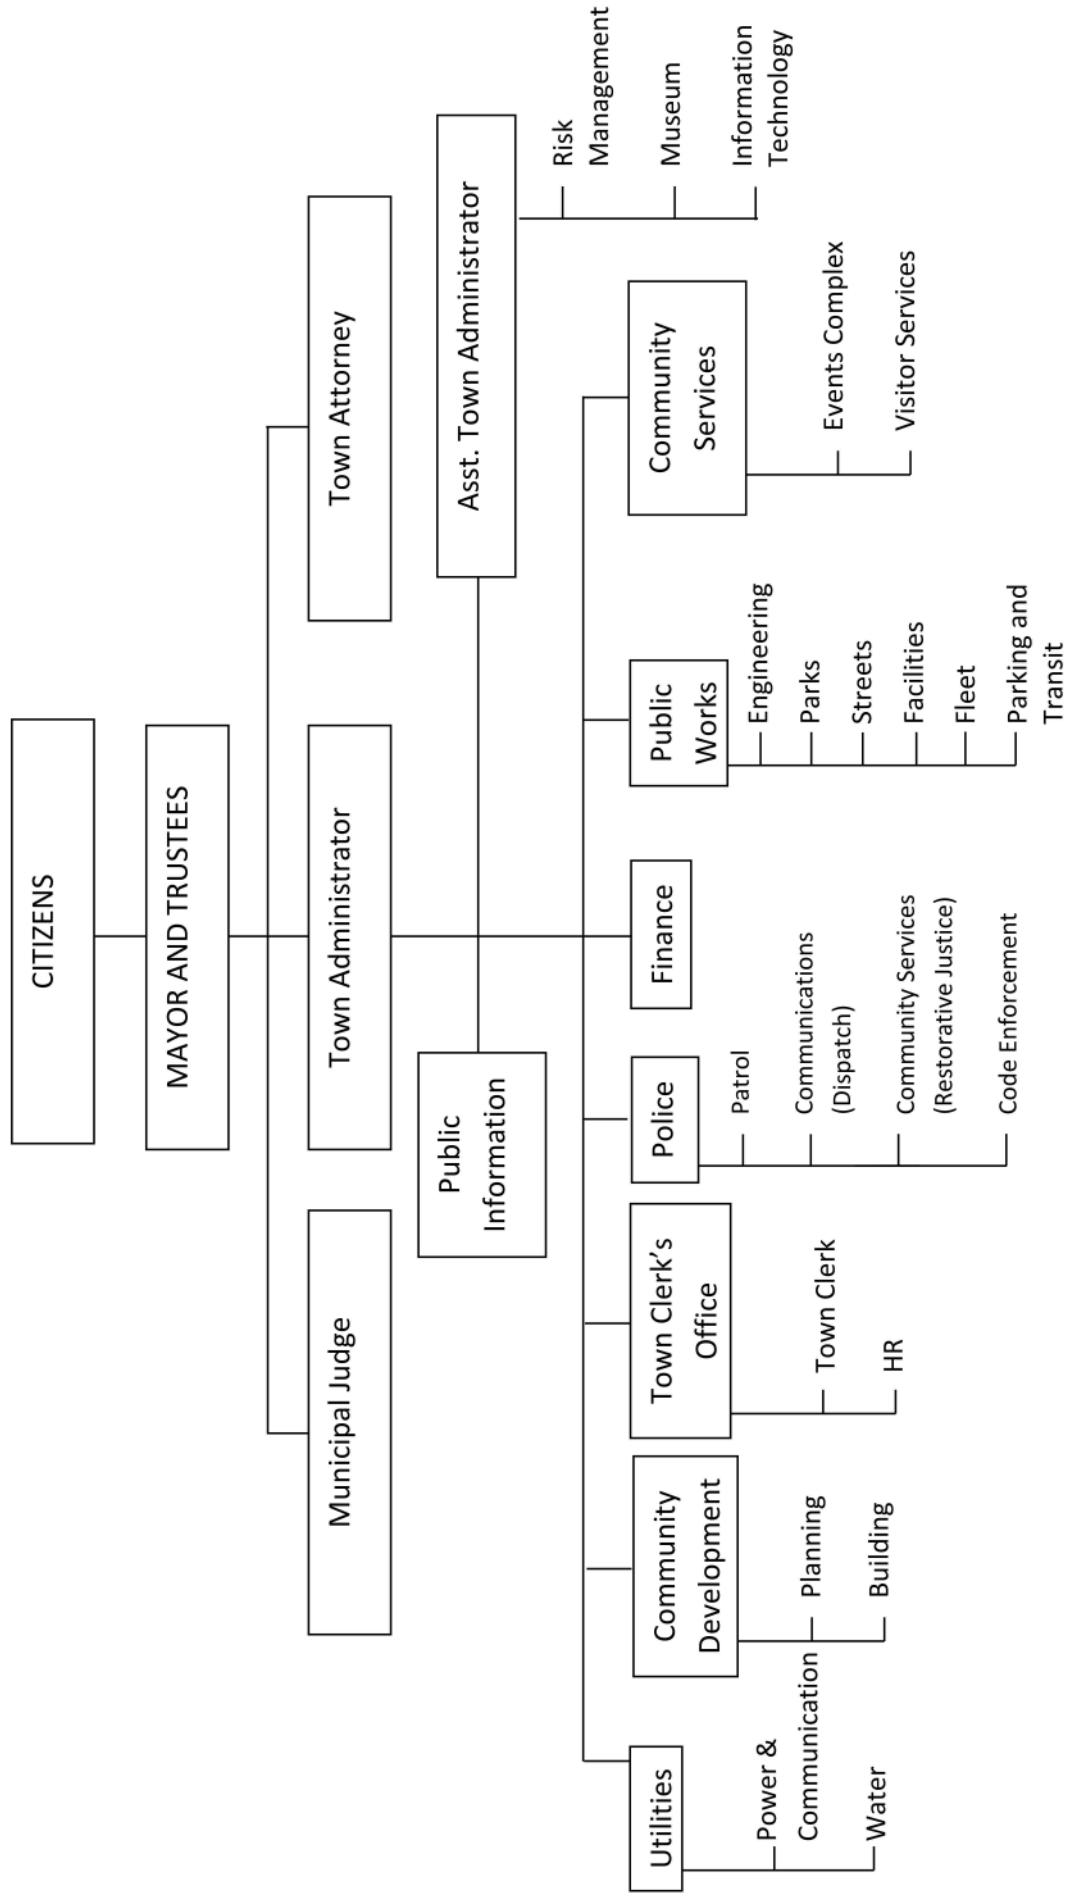 CITIZENS
MAYOR AND TRUSTEES
Municipal Judge
Town Administrator
Town Attorney
Public
Information
Asst. Town Administrator
Risk
Management
Museum
Information
Technology
Utilities
Power &
Communication
Water
Community
Development
Planning
Building
Town Clerk’s
Office
Town Clerk
HR
Police
Patrol
Communications
(Dispatch)
Community Services
(Restorative Justice)
Code Enforcement
Finance
Public
Works
Engineering
Parks
Streets
Facilities
Fleet
Parking and
Transit
Community
Services
Events Complex
Visitor Services